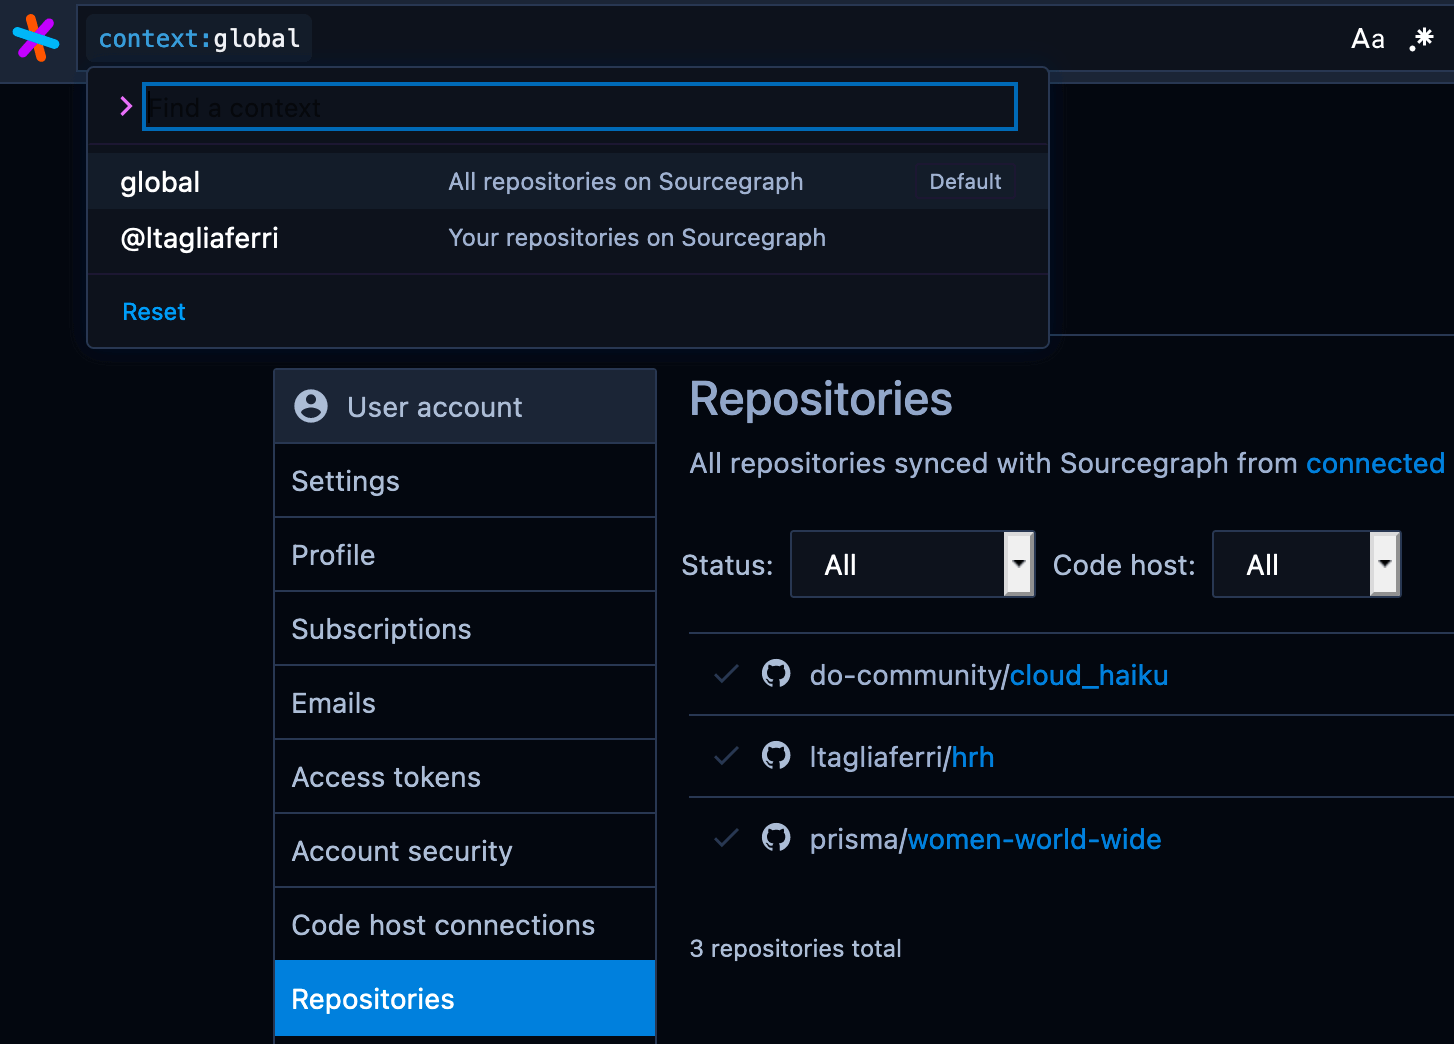 context:global
Aa .*
Find a context
global All repositories on Sourcegraph Default
@ltagliaferri Your repositories on Sourcegraph
Reset
User account
Settings
Profile
Subscriptions
Emails
Access tokens
Account security
Code host connections
Repositories
Repositories
All repositories synced with Sourcegraph from connected
Status: All Code host: All
do-community/cloud_haiku
ltagliaferri/hrh
prisma/women-world-wide
3 repositories total